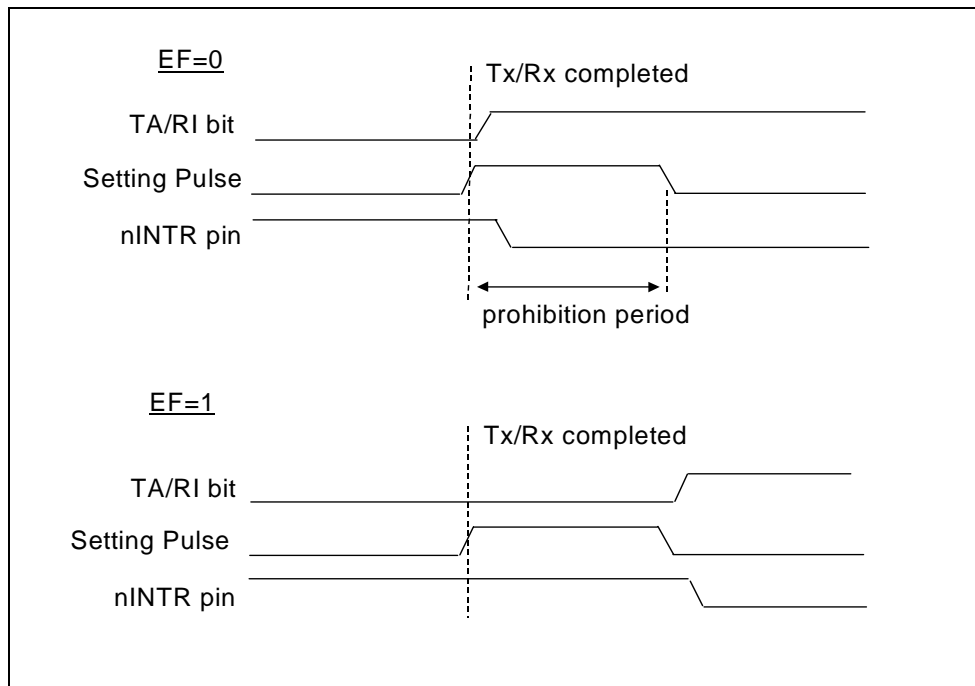 EF=0
Tx/Rx completed
TA/RI bit
Setting Pulse
nINTR pin
prohibition period
EF=1
Tx/Rx completed
TA/RI bit
Setting Pulse
nINTR pin